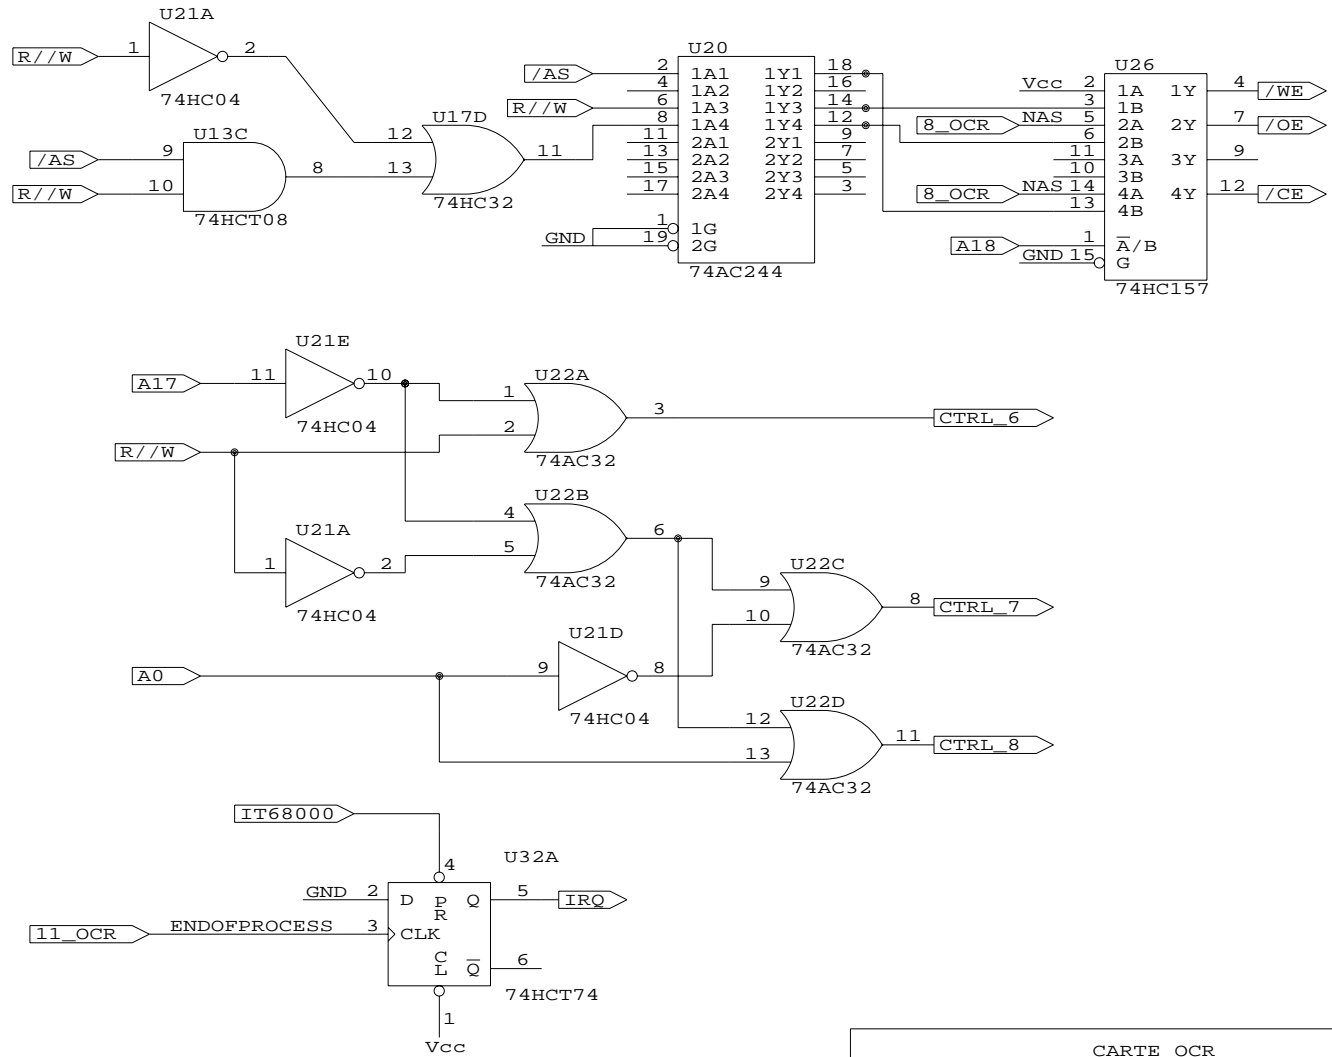 U21A
R//W 1 2
74HC04
U13C
/AS 9 8
R//W 10
74HCT08
U17D
12
13 11
74HC32
U20
/AS 2 1A1 1Y1 18
4 1A2 1Y2 16
R//W 6 1A3 1Y3 14
8 1A4 1Y4 12
11 2A1 2Y1 9
13 2A2 2Y2 7
15 2A3 2Y3 5
17 2A4 2Y4 3
1 1G
GND 19 2G
74AC244
U26
Vcc 2 1A 1Y 4 /WE
3 1B
8_OCR NAS 5 2A 2Y 7 /OE
6 2B
11 3A 3Y 9
10 3B
8_OCR NAS 14 4A 4Y 12 /CE
13 4B
A18 1 A/B
GND 15 G
74HC157
U21E
A17 11 10
74HC04
U22A
1
2 3 CTRL_6
74AC32
R//W
U21A
1 2
74HC04
U22B
4
5 6
74AC32
U22C
9
10 8 CTRL_7
74AC32
U21D
A0 9 8
74HC04
U22D
12
13 11 CTRL_8
74AC32
IT68000
4
U32A
GND 2 D PR Q 5 IRQ
11_OCR ENDOFPROCESS 3 CLK
CL Q 6
74HCT74
1
Vcc
CARTE OCR